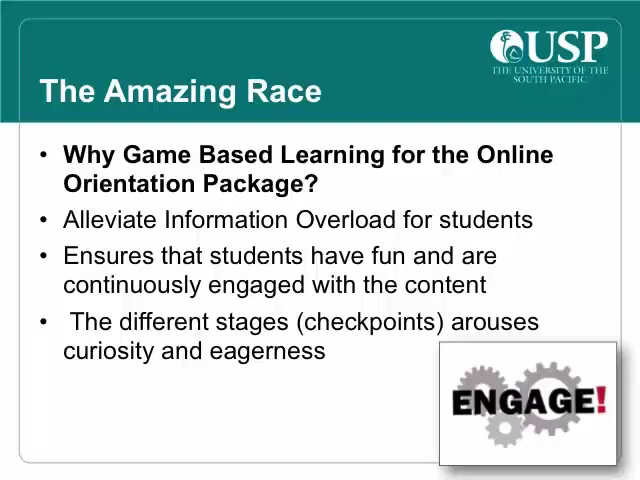 USP
THE UNIVERSITY OF THE
SOUTH PACIFIC
The Amazing Race
• Why Game Based Learning for the Online
Orientation Package?
• Alleviate Information Overload for students
• Ensures that students have fun and are
continuously engaged with the content
• The different stages (checkpoints) arouses
curiosity and eagerness
ENGAGE!